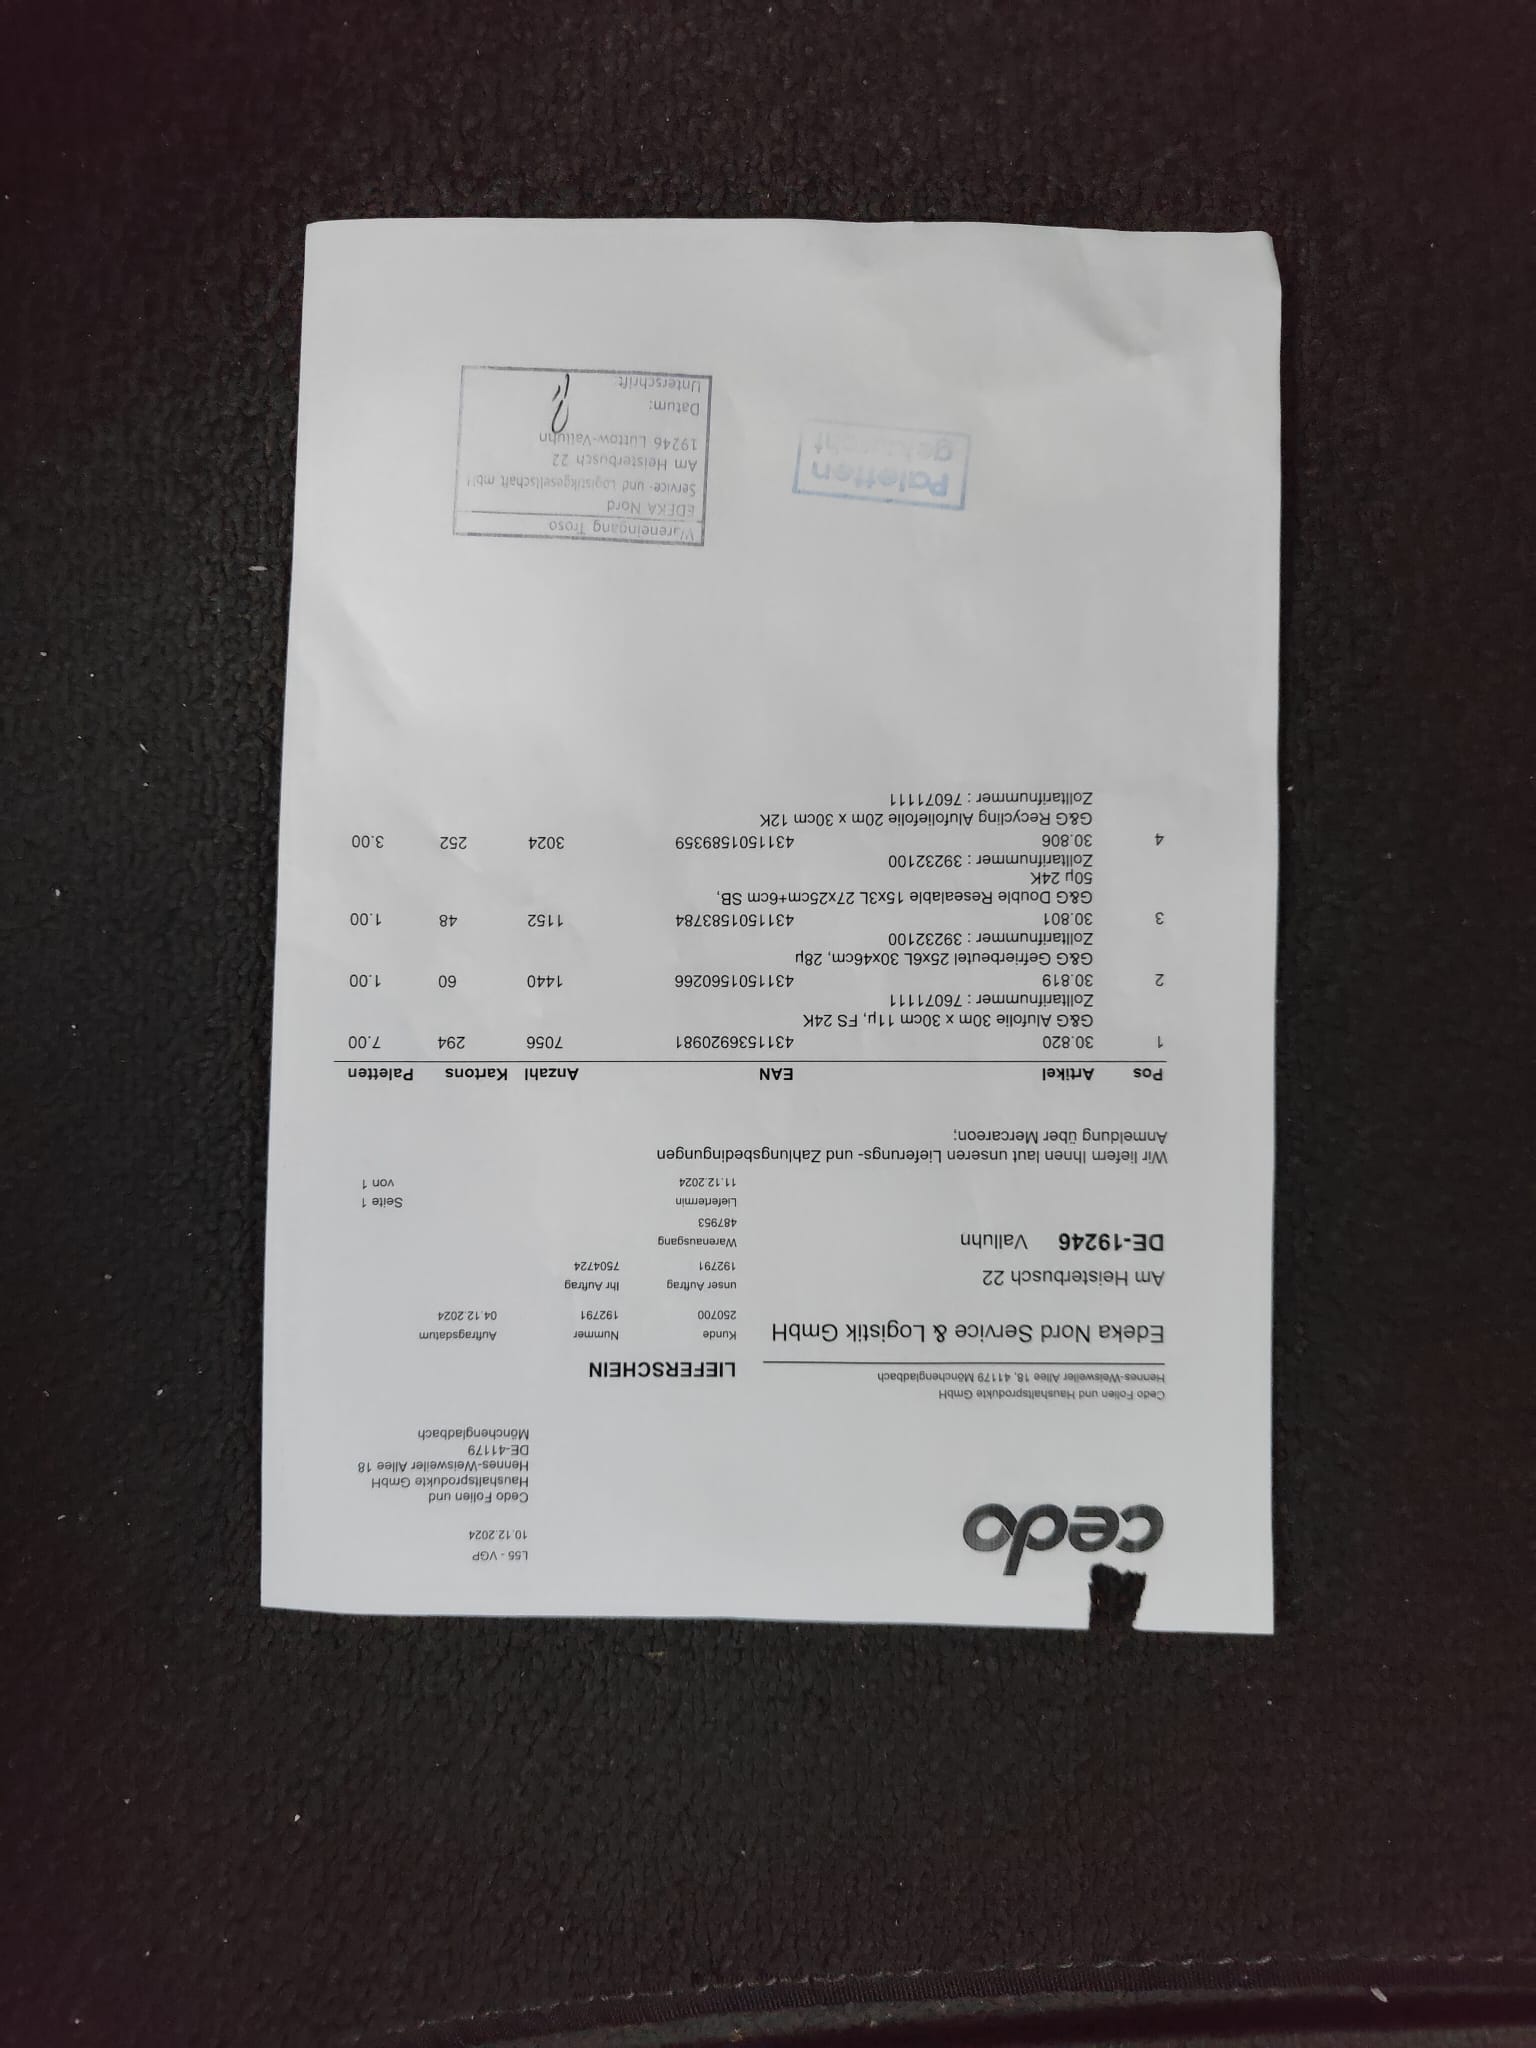 cedo
L55 - VGP
10.12.2024
Cedo Folien und
Haushaltsprodukte GmbH
Hennes-Weisweiler Allee 18
DE-41179
Mönchengladbach
Cedo Folien und Haushaltsprodukte GmbH
Hennes-Weisweiler Allee 18, 41179 Mönchengladbach
LIEFERSCHEIN
Edeka Nord Service & Logistik GmbH
Am Heisterbusch 22
DE-19246 Valluhn
Kunde Nummer Auftragsdatum
250700 192791 04.12.2024
unser Auftrag Ihr Auftrag
192791 7504724
Warenausgang
487953
Liefertermin Seite 1
11.12.2024 von 1
Wir liefern Ihnen laut unseren Lieferungs- und Zahlungsbedingungen
Anmeldung über Mercareon;
Pos Artikel EAN Anzahl Kartons Paletten
1 30.820 4311536920981 7056 294 7.00
G&G Alufolie 30m x 30cm 11µ, FS 24K
Zolltarifnummer : 76071111
2 30.819 4311501560266 1440 60 1.00
G&G Gefrierbeutel 25x6L 30x46cm, 28µ
Zolltarifnummer : 39232100
3 30.801 4311501583784 1152 48 1.00
G&G Double Resealable 15x3L 27x25cm+6cm SB,
50µ 24K
Zolltarifnummer : 39232100
4 30.806 4311501589359 3024 252 3.00
G&G Recycling Alufoliefolie 20m x 30cm 12K
Zolltarifnummer : 76071111
Paletten
getauscht
Wareneingang Troso
EDEKA Nord
Service- und Logistikgesellschaft mbH
Am Heisterbusch 22
19246 Lüttow-Valluhn
Datum:
Unterschrift: